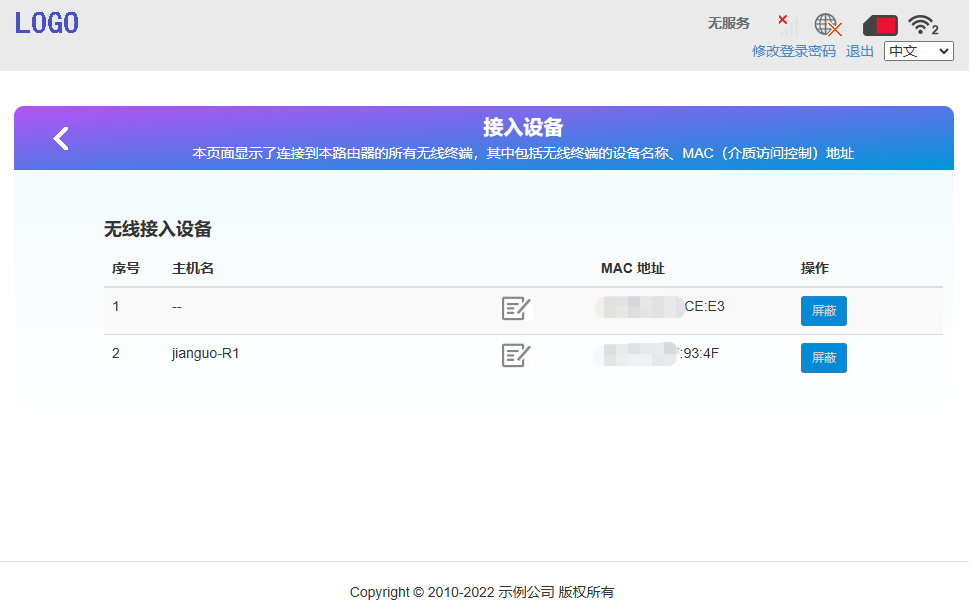 LOGO
无服务
2
修改登录密码 退出 中文
接入设备
本页面显示了连接到本路由器的所有无线终端，其中包括无线终端的设备名称、MAC（介质访问控制）地址
无线接入设备
序号 主机名 MAC 地址 操作
1 -- CE:E3 屏蔽
2 jianguo-R1 :93:4F 屏蔽
Copyright © 2010-2022 示例公司 版权所有